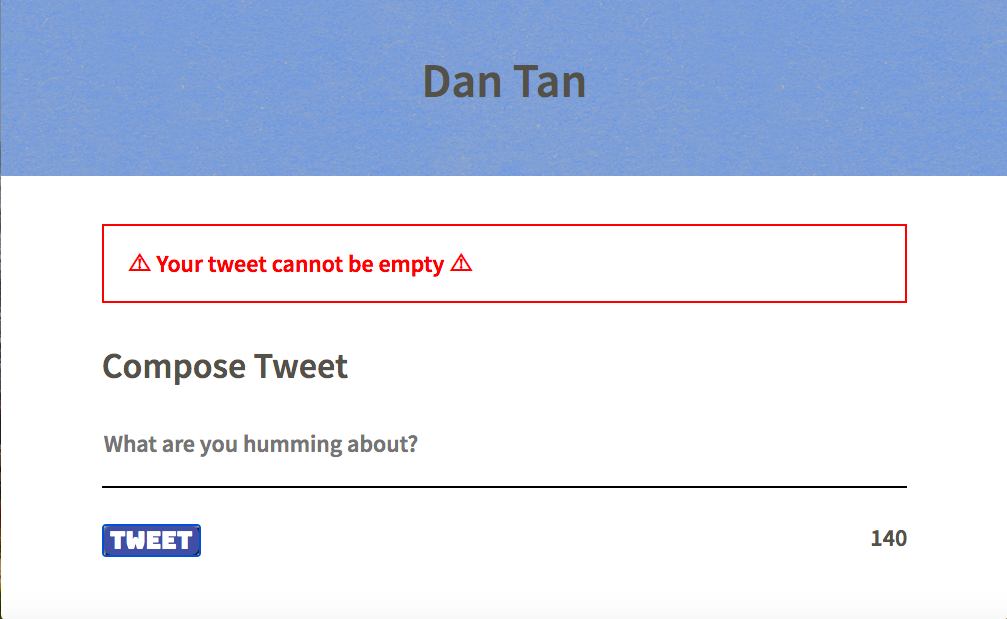 Dan Tan
⚠ Your tweet cannot be empty ⚠
Compose Tweet
What are you humming about?
TWEET
140